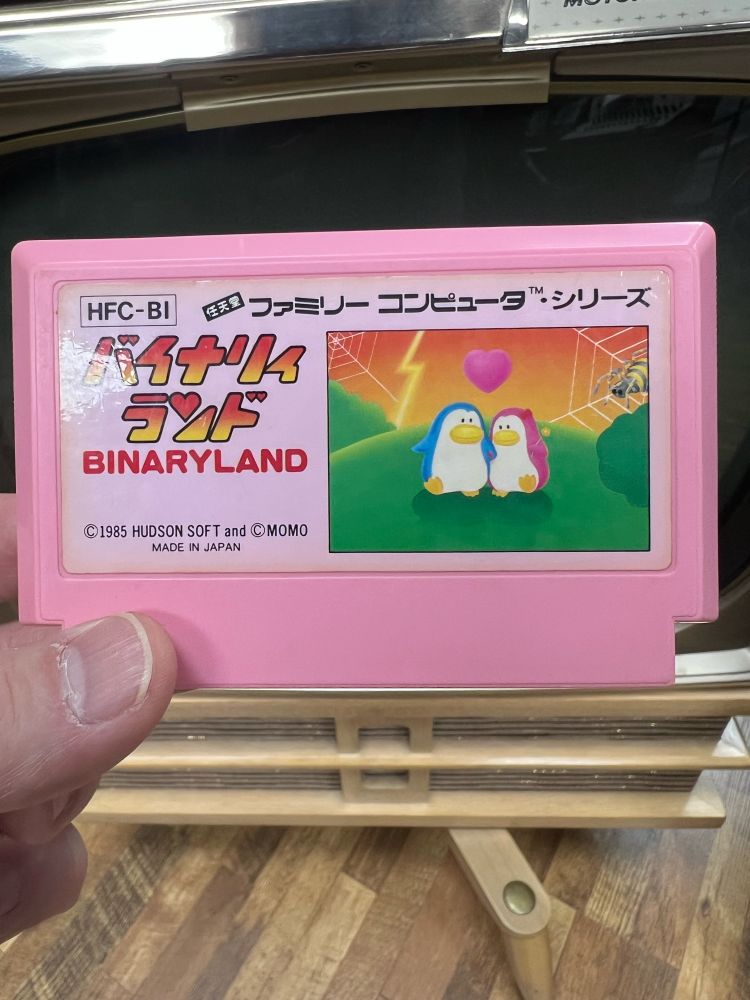 HFC-BI
任天堂 ファミリー コンピュータ™・シリーズ
バイナリィ
ランド
BINARYLAND
©1985 HUDSON SOFT and ©MOMO
MADE IN JAPAN